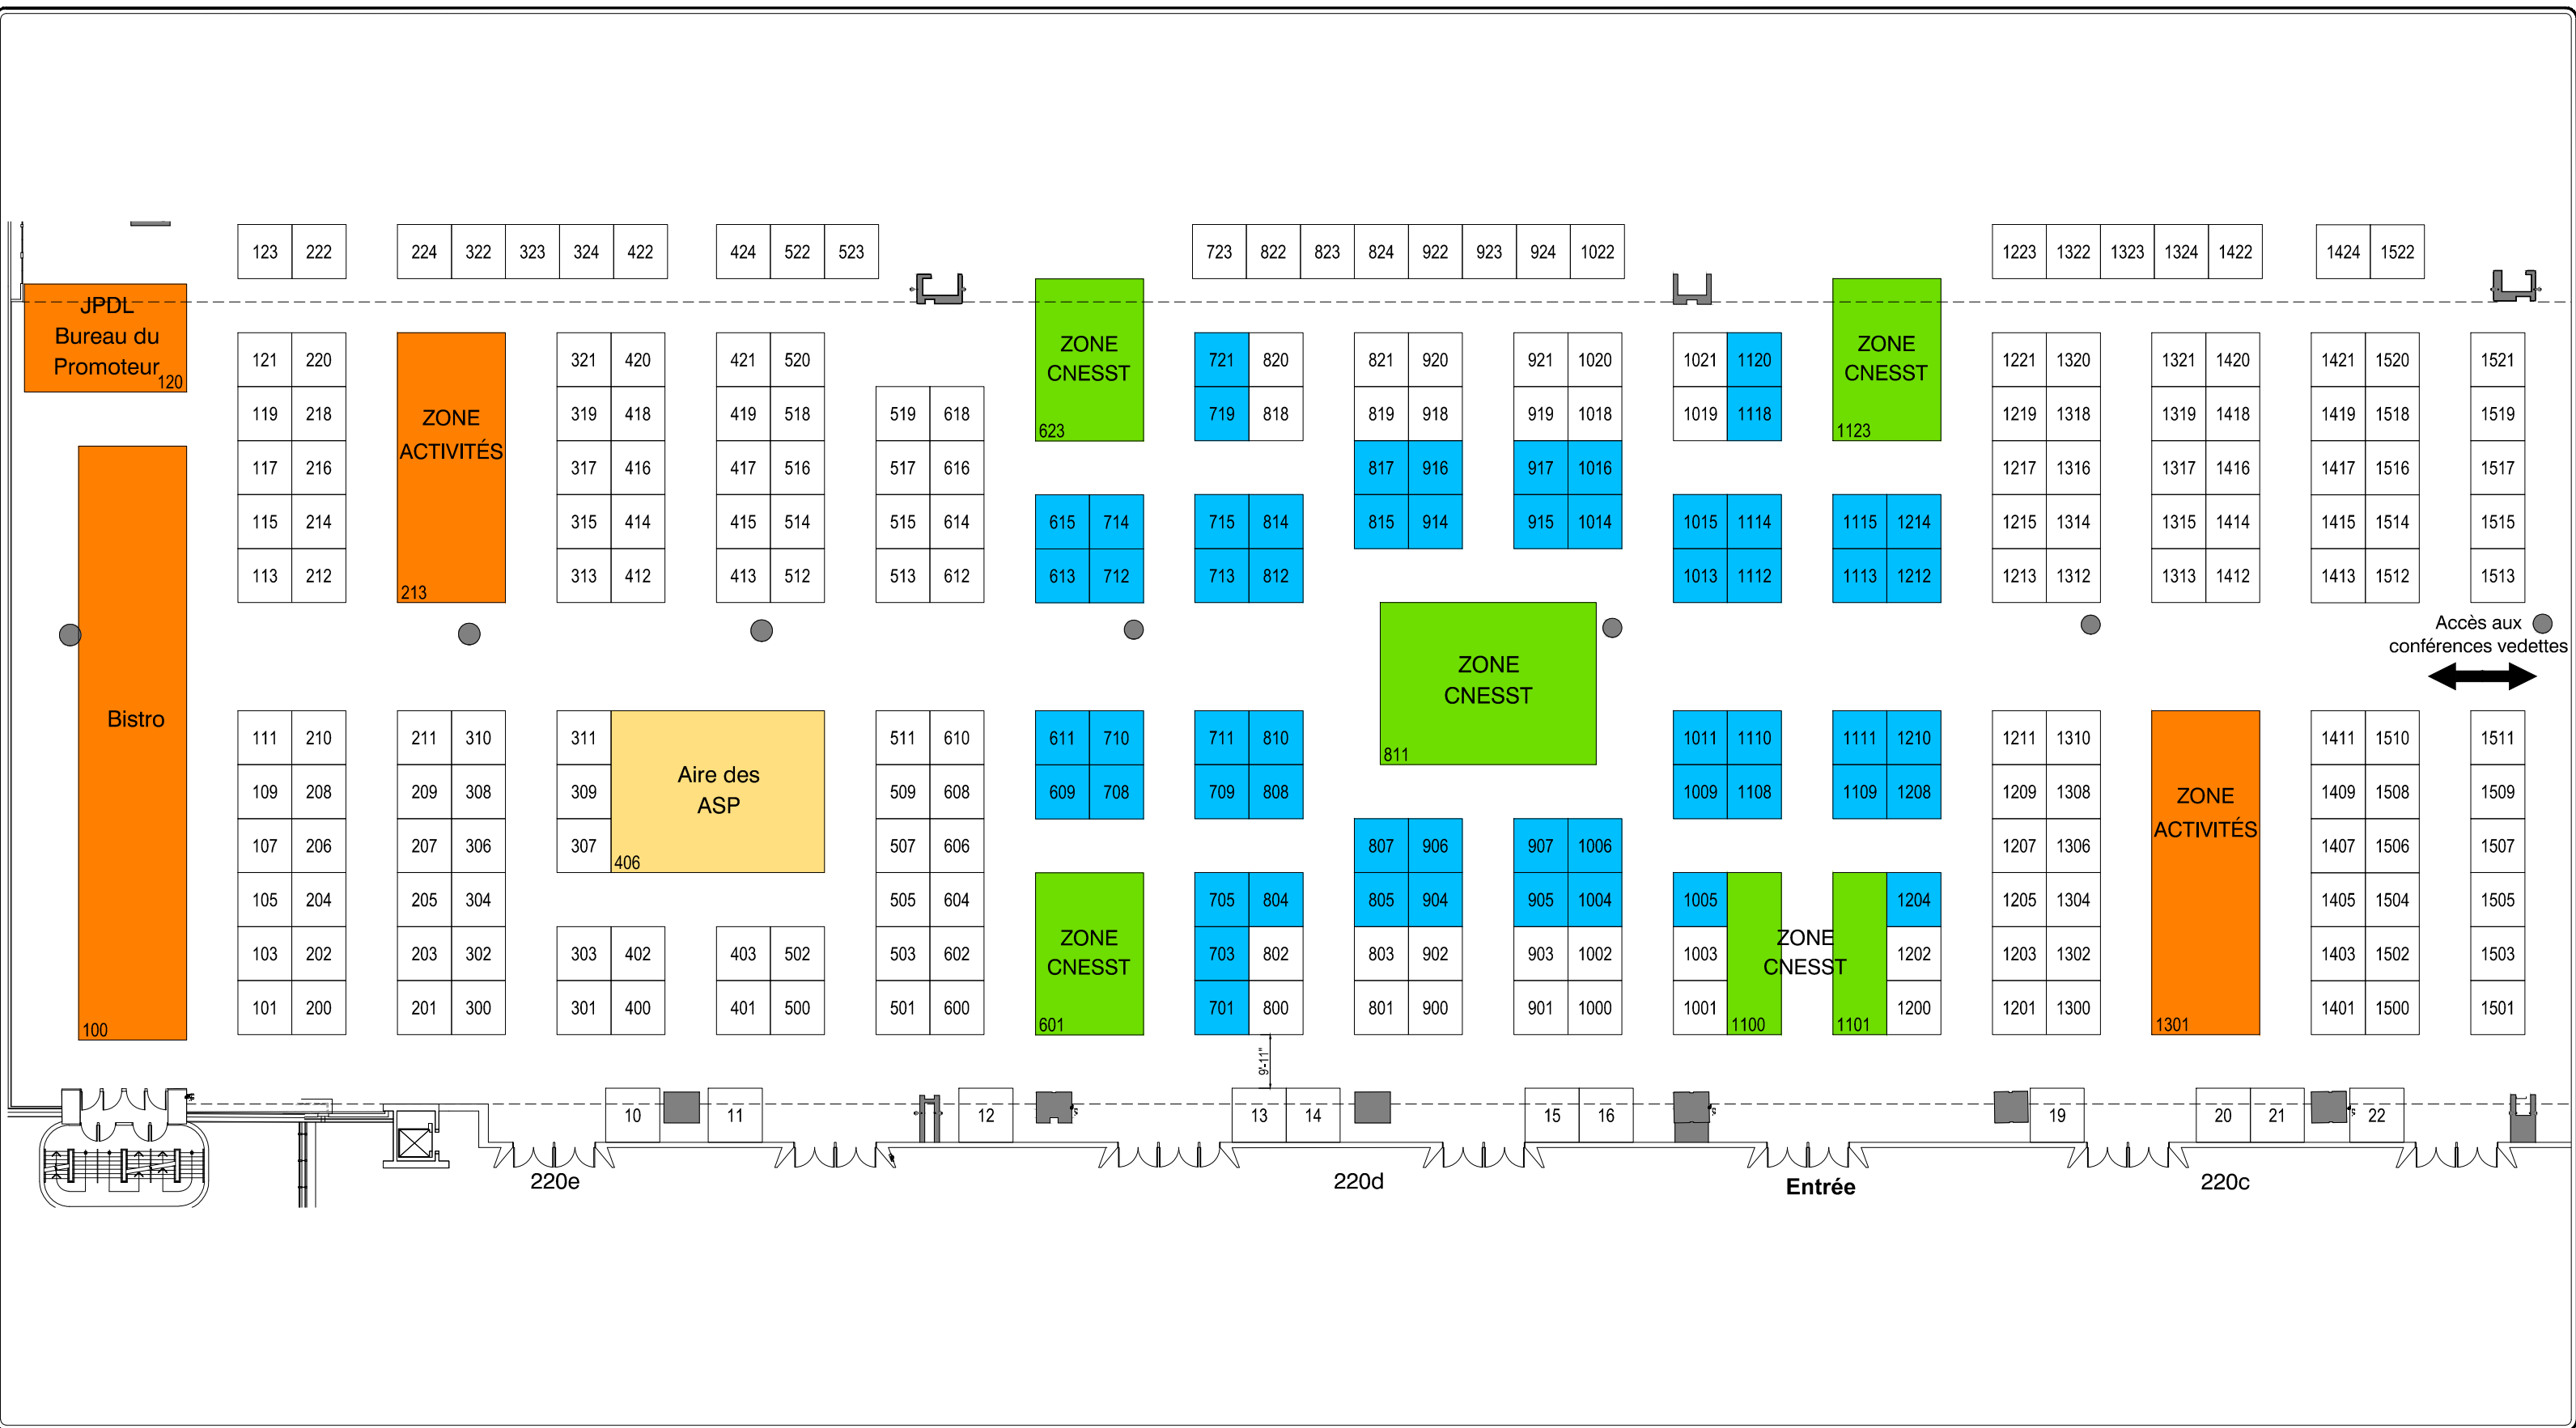 123 222 224 322 323 324 422 424 522 523 723 822 823 824 922 923 924 1022 1223 1322 1323 1324 1422 1424 1522
JPDL
Bureau du
Promoteur
120
ZONE
CNESST
623
ZONE
CNESST
1123
121 220 321 420 421 520 721 820 821 920 921 1020 1021 1120 1221 1320 1321 1420 1421 1520 1521
119 218 319 418 419 518 519 618 719 818 819 918 919 1018 1019 1118 1219 1318 1319 1418 1419 1518 1519
ZONE
ACTIVITÉS
213
117 216 317 416 417 516 517 616 817 916 917 1016 1217 1316 1317 1416 1417 1516 1517
115 214 315 414 415 514 515 614 615 714 715 814 815 914 915 1014 1015 1114 1115 1214 1215 1314 1315 1414 1415 1514 1515
113 212 313 412 413 512 513 612 613 712 713 812 1013 1112 1113 1212 1213 1312 1313 1412 1413 1512 1513
Accès aux
conférences vedettes
ZONE
CNESST
811
Bistro
100
111 210 211 310 311 511 610 611 710 711 810 1011 1110 1111 1210 1211 1310 1411 1510 1511
109 208 209 308 309 509 608 609 708 709 808 1009 1108 1109 1208 1209 1308 1409 1508 1509
Aire des
ASP
406
ZONE
ACTIVITÉS
1301
107 206 207 306 307 507 606 807 906 907 1006 1207 1306 1407 1506 1507
105 204 205 304 505 604 705 804 805 904 905 1004 1005 1204 1205 1304 1405 1504 1505
103 202 203 302 303 402 403 502 503 602 703 802 803 902 903 1002 1003 1202 1203 1302 1403 1502 1503
ZONE
CNESST
601
ZONE
CNESST
1100 1101
101 200 201 300 301 400 401 500 501 600 701 800 801 900 901 1000 1001 1200 1201 1300 1401 1500 1501
9'-11"
10 11 12 13 14 15 16 19 20 21 22
220e 220d Entrée 220c